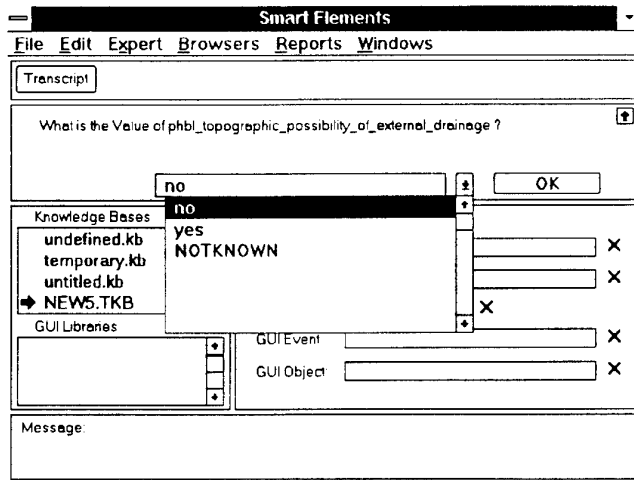 Smart Elements
File Edit Expert Browsers Reports Windows
Transcript
What is the Value of phbl_topographic_possibility_of_external_drainage ?
no
OK
no
yes
NOTKNOWN
Knowledge Bases
undefined.kb
temporary.kb
untitled.kb
NEW5.TKB
GUI Libraries
GUI Event
GUI Object:
Message: